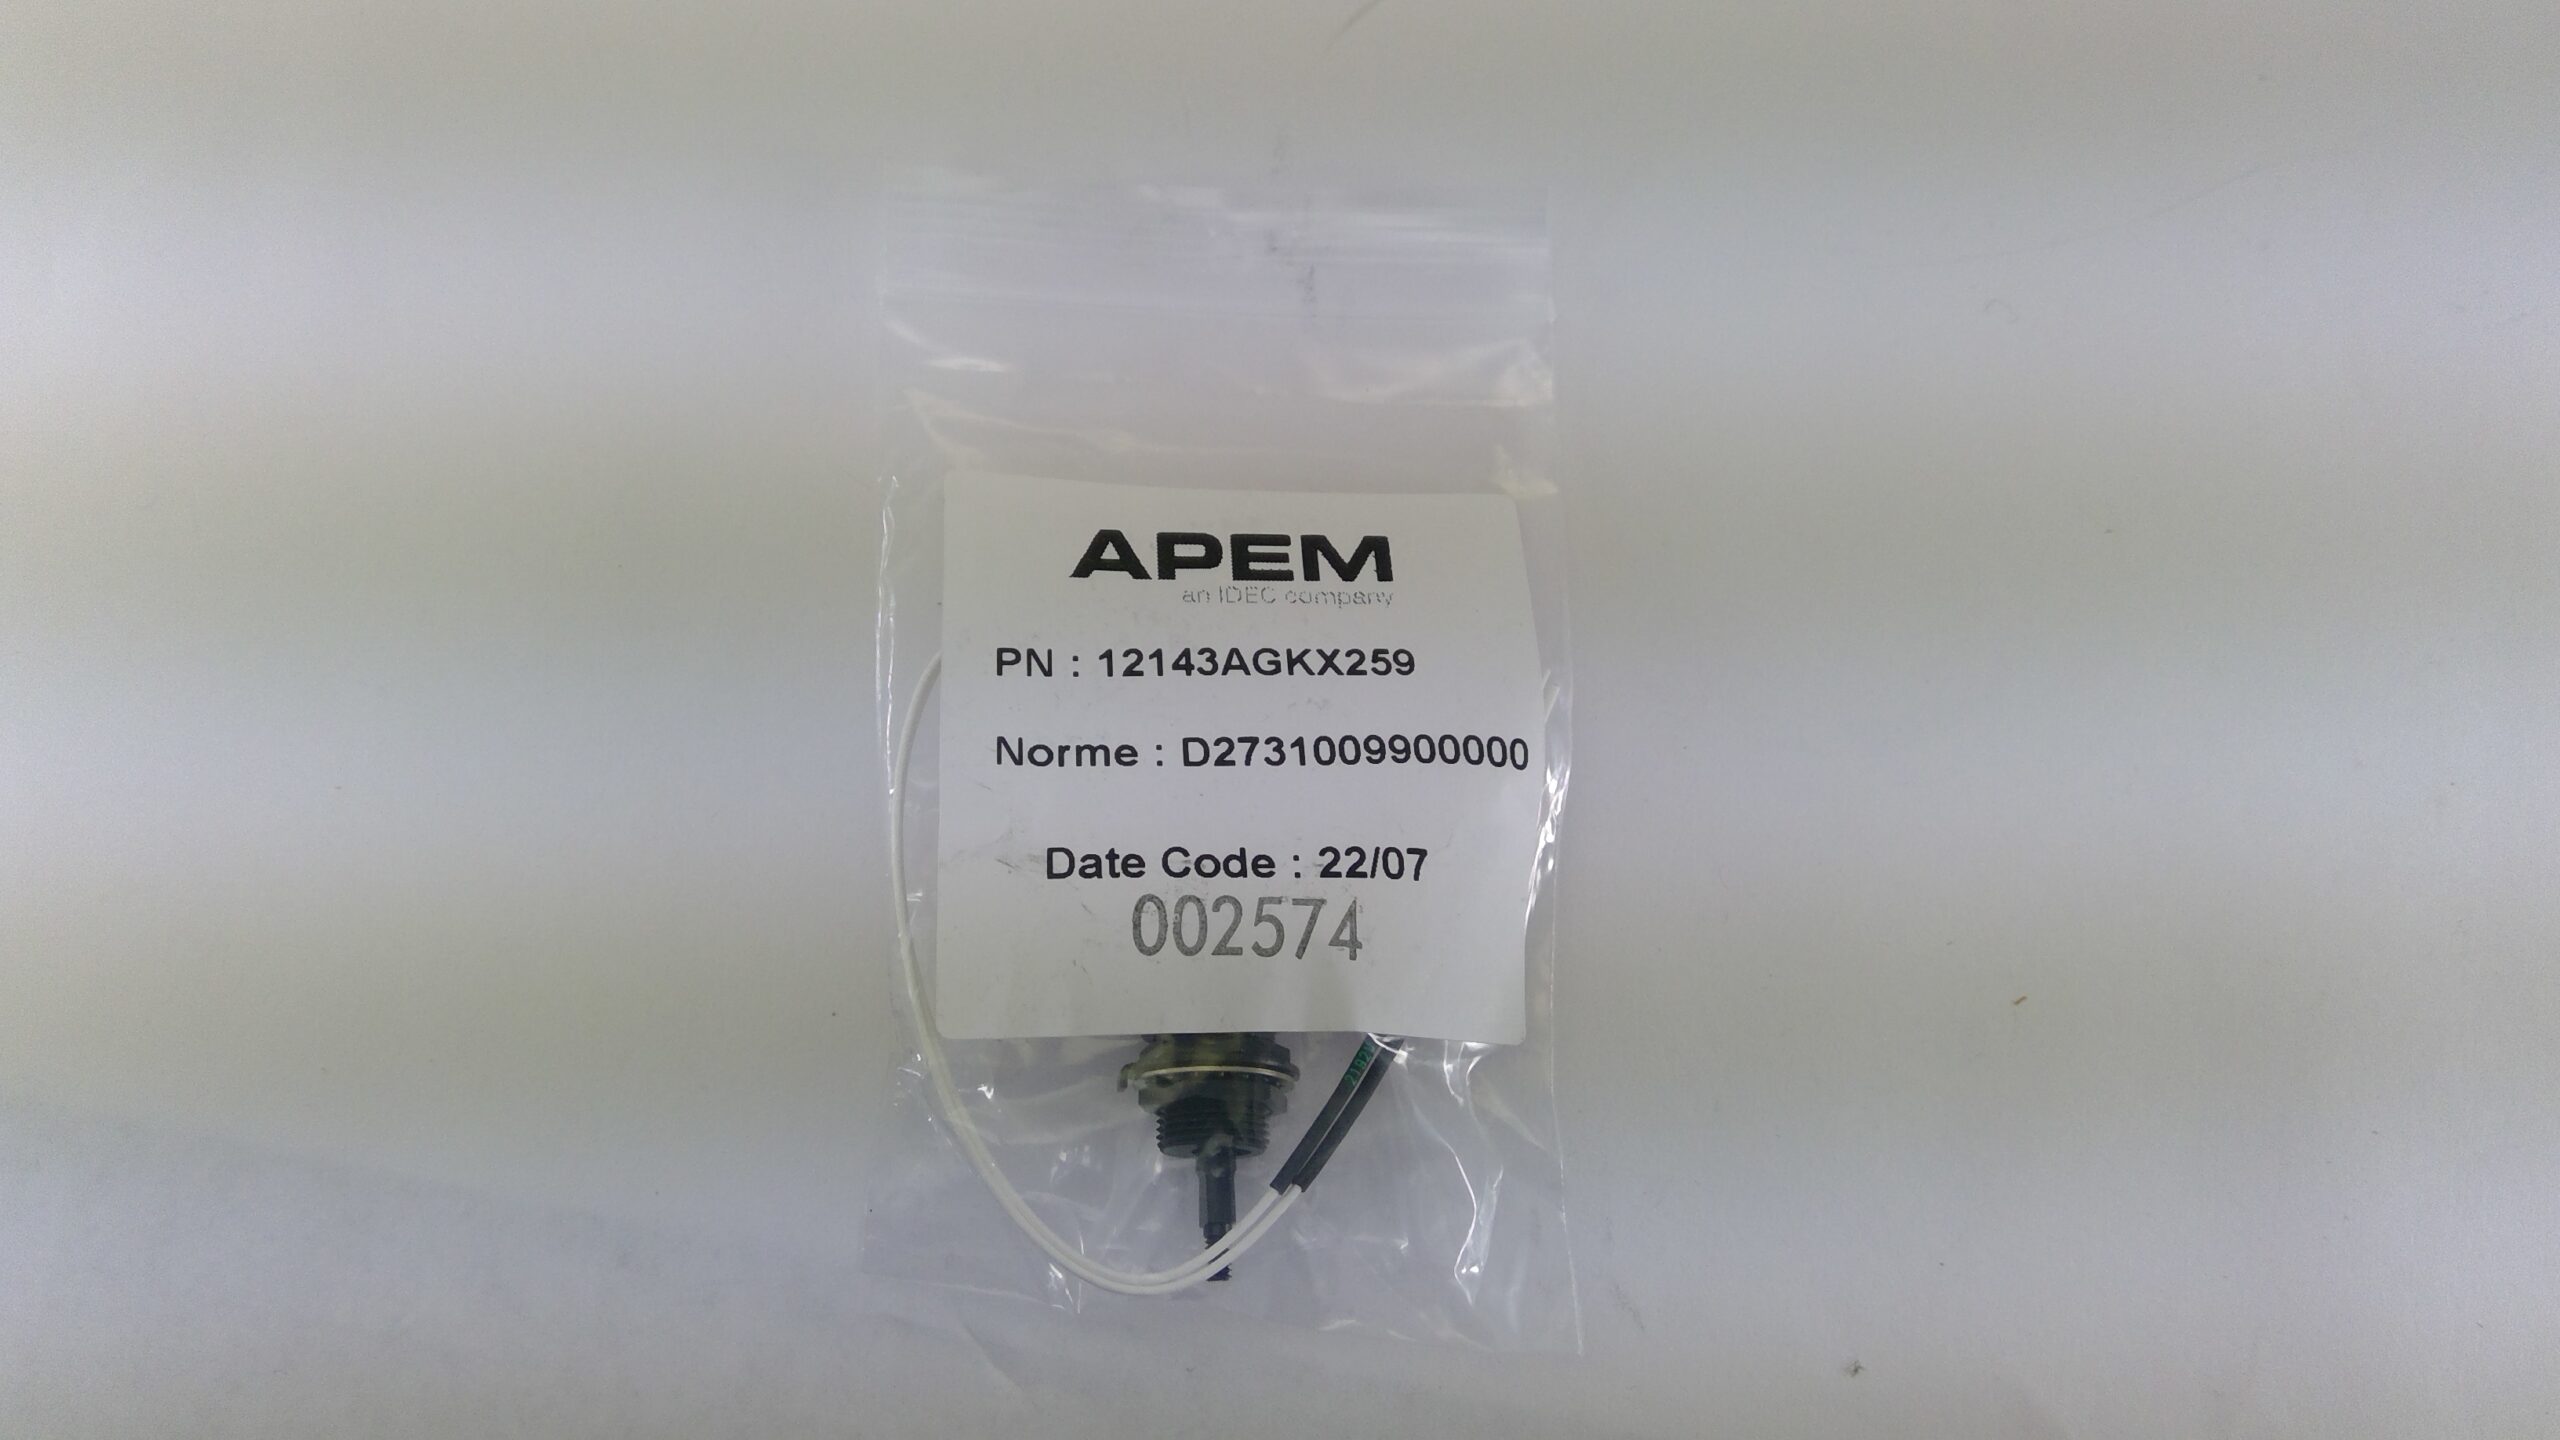 APEM
an IDEC company
PN : 12143AGKX259
Norme : D2731009900000
Date Code : 22/07
002574